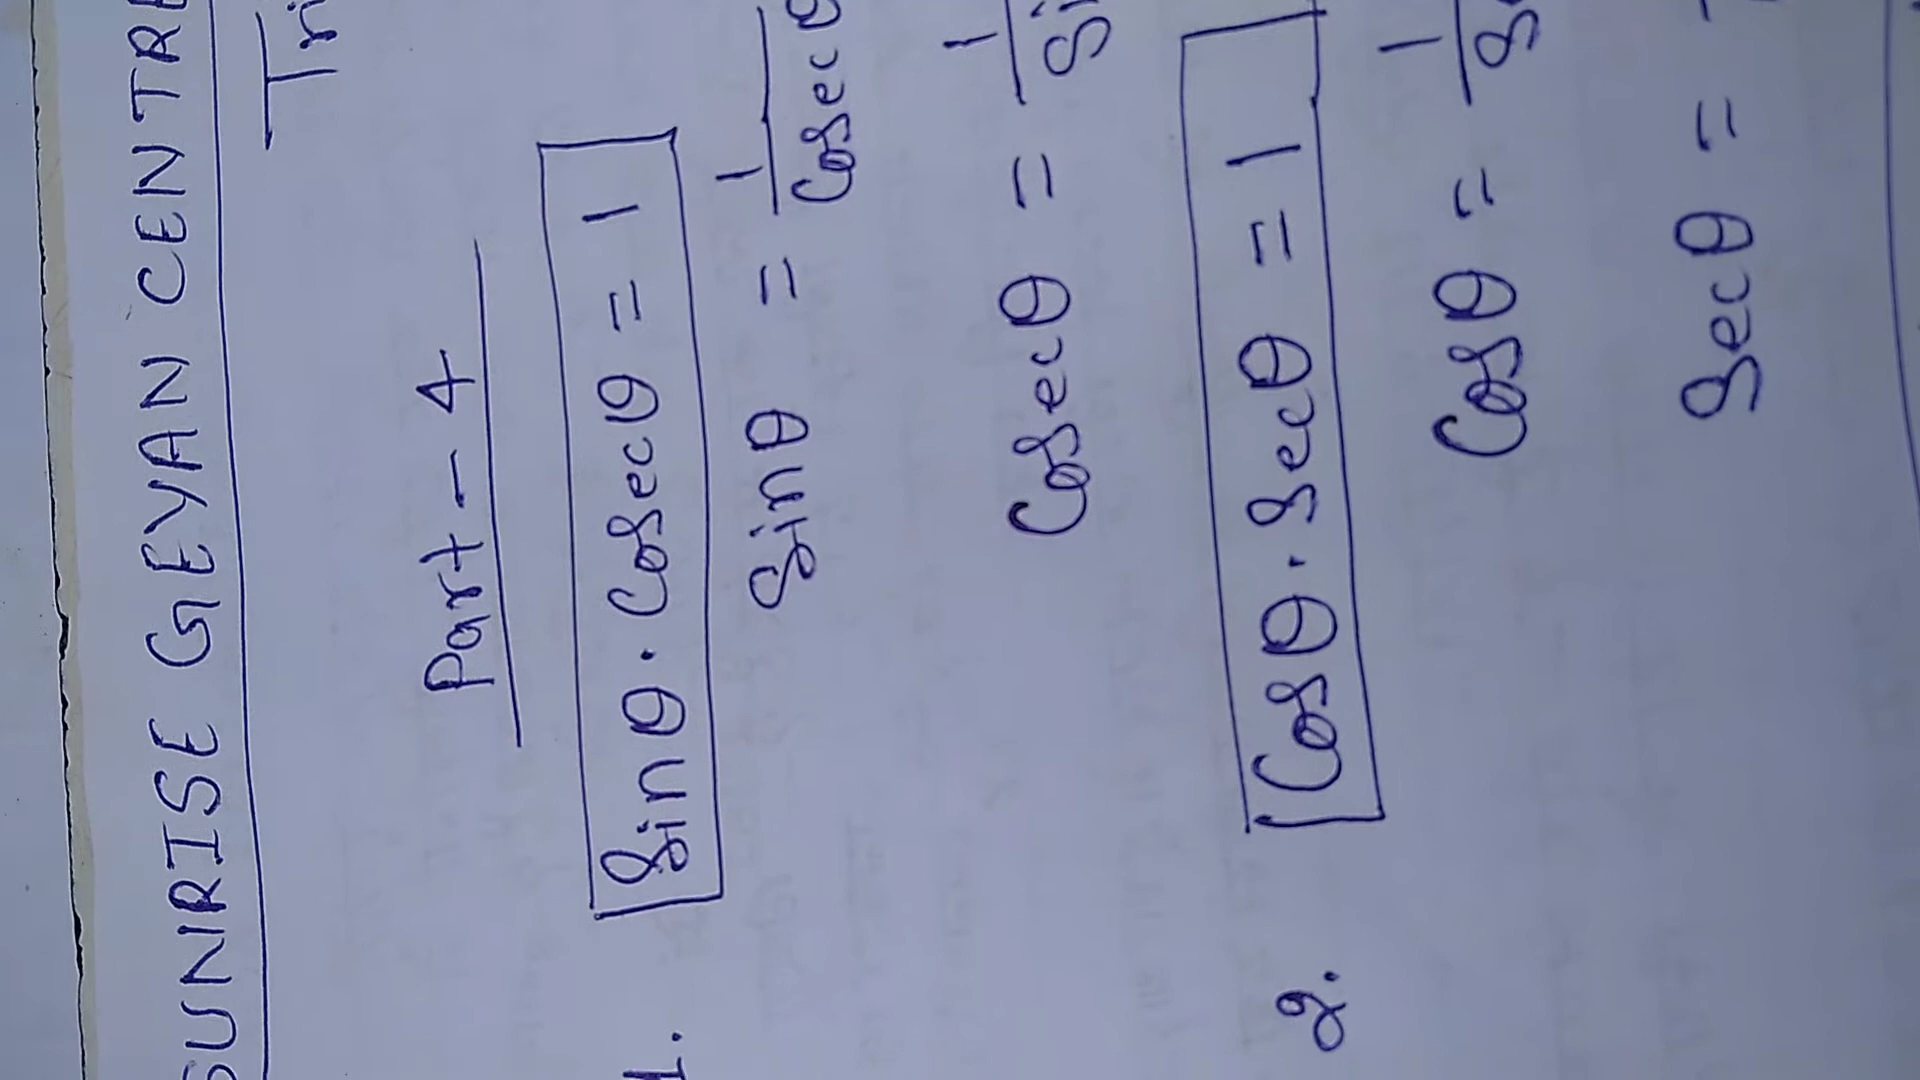 SUNRISE GEYAN CENTRE
Tri
Part - 4
1. Sinθ . Cosecθ = 1
Sinθ = 1/Cosecθ
Cosecθ = 1/Si
2. Cosθ . Secθ = 1
Cosθ = 1/Se
Secθ =